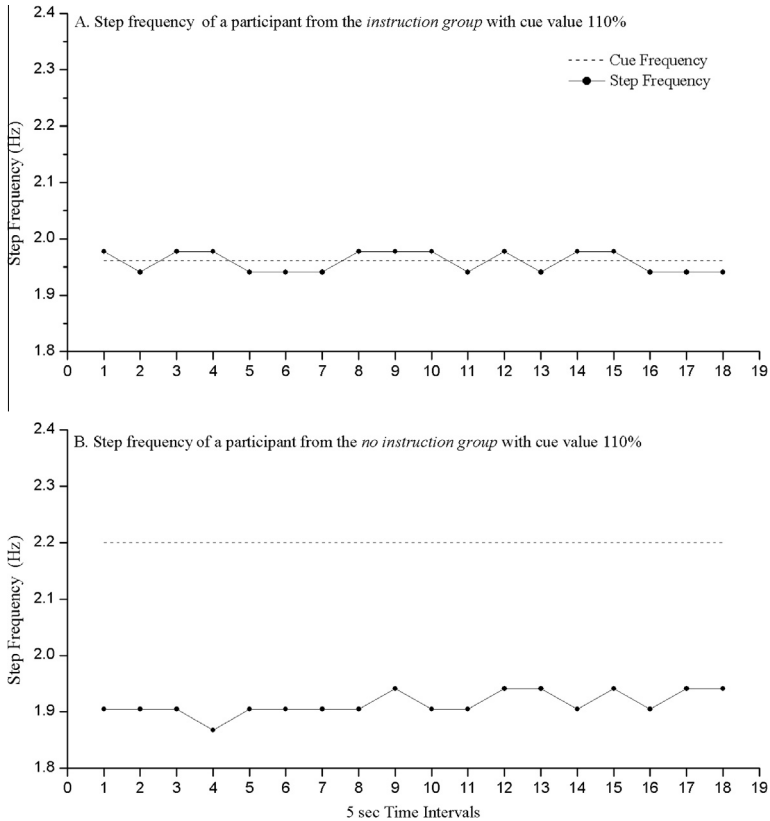 A. Step frequency of a participant from the instruction group with cue value 110%
Cue Frequency
Step Frequency
Step Frequency (Hz)
2.4
2.3
2.2
2.1
2.0
1.9
1.8
0 1 2 3 4 5 6 7 8 9 10 11 12 13 14 15 16 17 18 19
B. Step frequency of a participant from the no instruction group with cue value 110%
Step Frequency (Hz)
2.4
2.3
2.2
2.1
2.0
1.9
1.8
0 1 2 3 4 5 6 7 8 9 10 11 12 13 14 15 16 17 18 19
5 sec Time Intervals